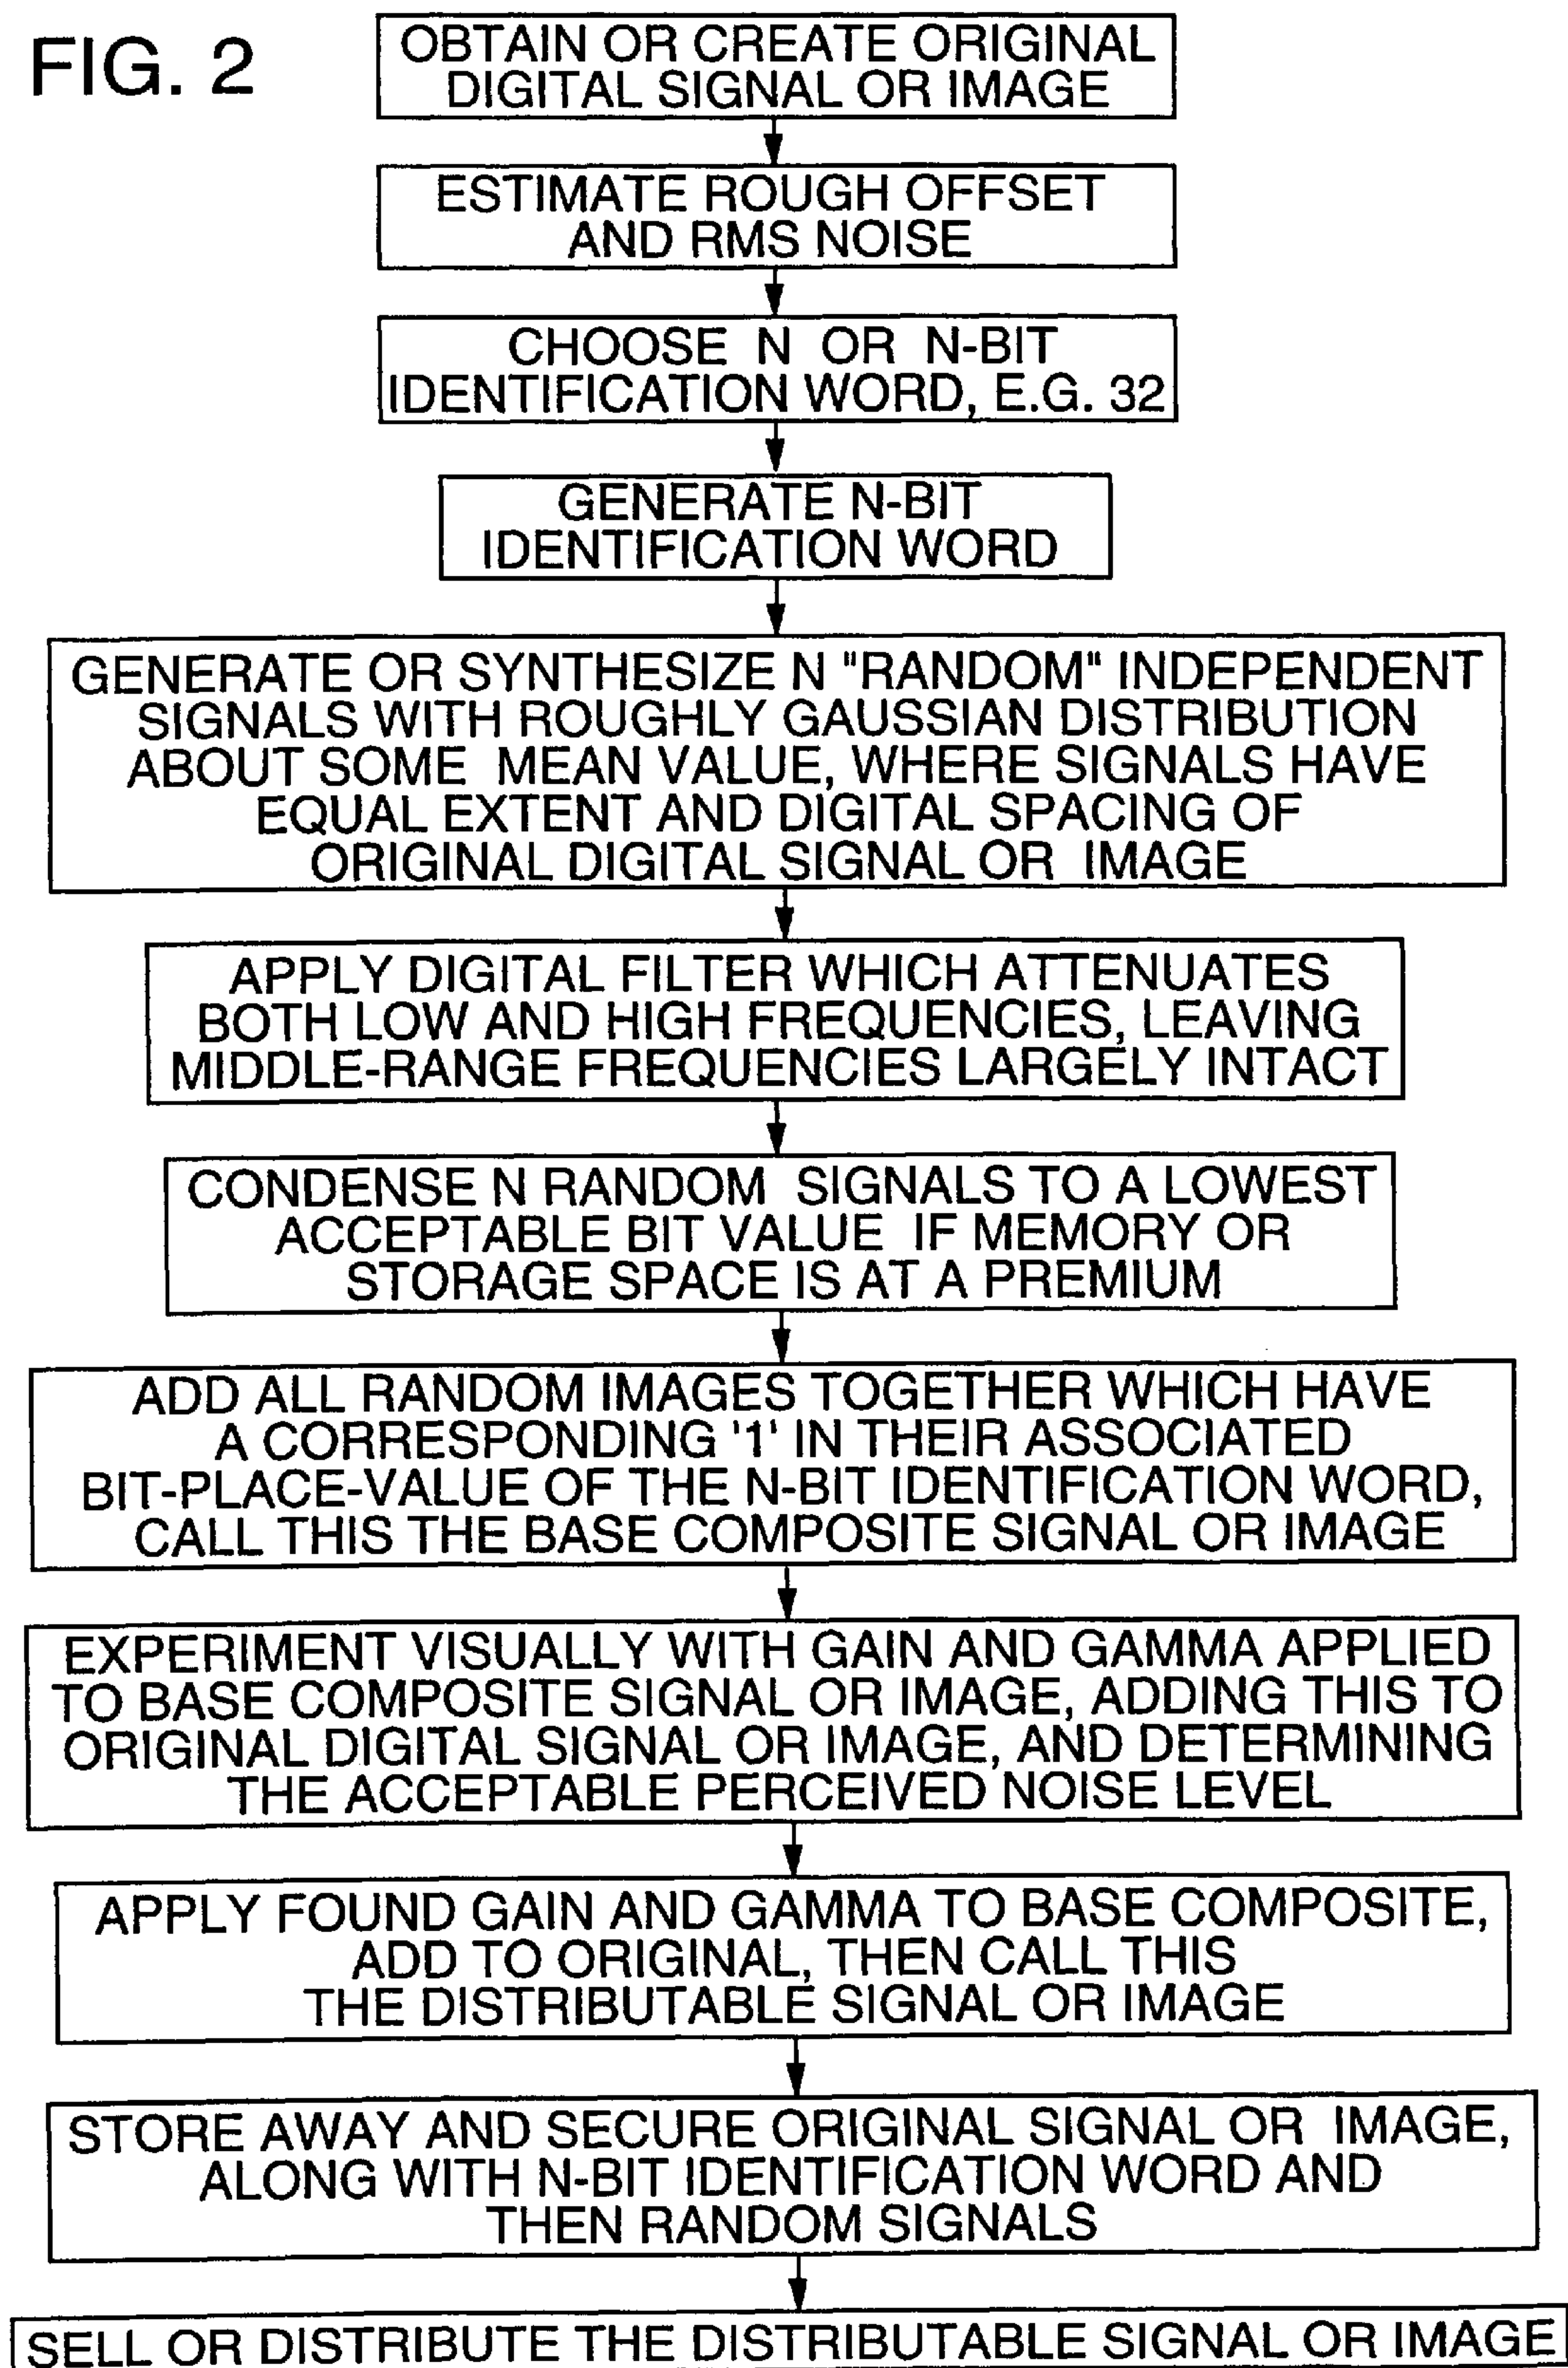 FIG. 2
OBTAIN OR CREATE ORIGINAL
DIGITAL SIGNAL OR IMAGE
ESTIMATE ROUGH OFFSET
AND RMS NOISE
CHOOSE N OR N-BIT
IDENTIFICATION WORD, E.G. 32
GENERATE N-BIT
IDENTIFICATION WORD
GENERATE OR SYNTHESIZE N "RANDOM" INDEPENDENT
SIGNALS WITH ROUGHLY GAUSSIAN DISTRIBUTION
ABOUT SOME MEAN VALUE, WHERE SIGNALS HAVE
EQUAL EXTENT AND DIGITAL SPACING OF
ORIGINAL DIGITAL SIGNAL OR IMAGE
APPLY DIGITAL FILTER WHICH ATTENUATES
BOTH LOW AND HIGH FREQUENCIES, LEAVING
MIDDLE-RANGE FREQUENCIES LARGELY INTACT
CONDENSE N RANDOM SIGNALS TO A LOWEST
ACCEPTABLE BIT VALUE IF MEMORY OR
STORAGE SPACE IS AT A PREMIUM
ADD ALL RANDOM IMAGES TOGETHER WHICH HAVE
A CORRESPONDING '1' IN THEIR ASSOCIATED
BIT-PLACE-VALUE OF THE N-BIT IDENTIFICATION WORD,
CALL THIS THE BASE COMPOSITE SIGNAL OR IMAGE
EXPERIMENT VISUALLY WITH GAIN AND GAMMA APPLIED
TO BASE COMPOSITE SIGNAL OR IMAGE, ADDING THIS TO
ORIGINAL DIGITAL SIGNAL OR IMAGE, AND DETERMINING
THE ACCEPTABLE PERCEIVED NOISE LEVEL
APPLY FOUND GAIN AND GAMMA TO BASE COMPOSITE,
ADD TO ORIGINAL, THEN CALL THIS
THE DISTRIBUTABLE SIGNAL OR IMAGE
STORE AWAY AND SECURE ORIGINAL SIGNAL OR IMAGE,
ALONG WITH N-BIT IDENTIFICATION WORD AND
THEN RANDOM SIGNALS
SELL OR DISTRIBUTE THE DISTRIBUTABLE SIGNAL OR IMAGE